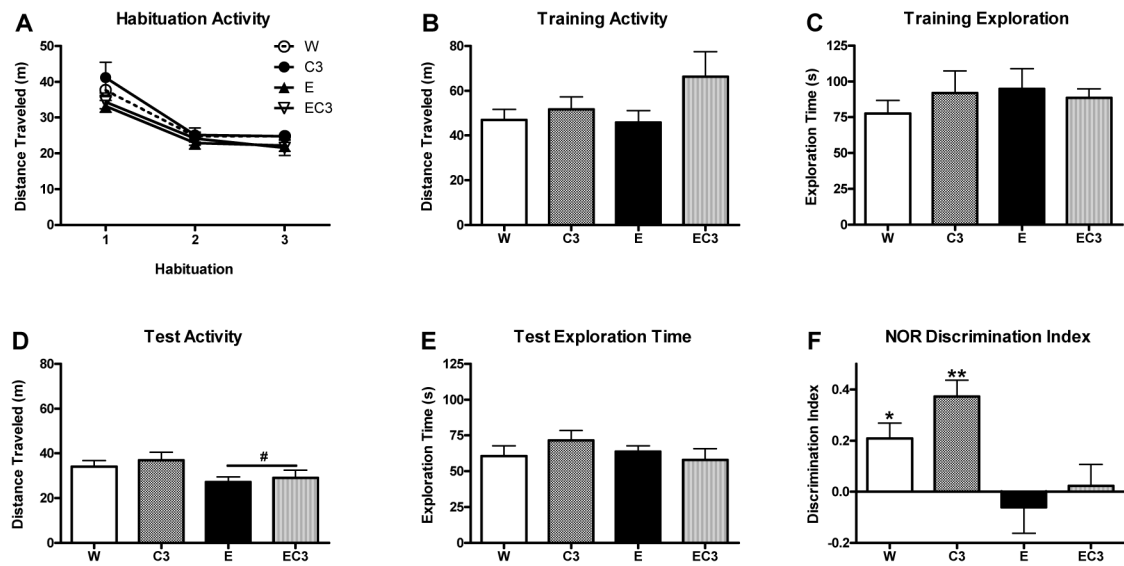 A
Habituation Activity
Distance Traveled (m)
50
40
30
20
10
0
1
2
3
Habituation
W
C3
E
EC3
B
Training Activity
Distance Traveled (m)
80
60
40
20
0
W
C3
E
EC3
C
Training Exploration
Exploration Time (s)
125
100
75
50
25
0
W
C3
E
EC3
D
Test Activity
Distance Traveled (m)
80
60
40
20
0
#
W
C3
E
EC3
E
Test Exploration Time
Exploration Time (s)
125
100
75
50
25
0
W
C3
E
EC3
F
NOR Discrimination Index
Discrimination Index
0.4
0.2
0.0
-0.2
*
**
W
C3
E
EC3